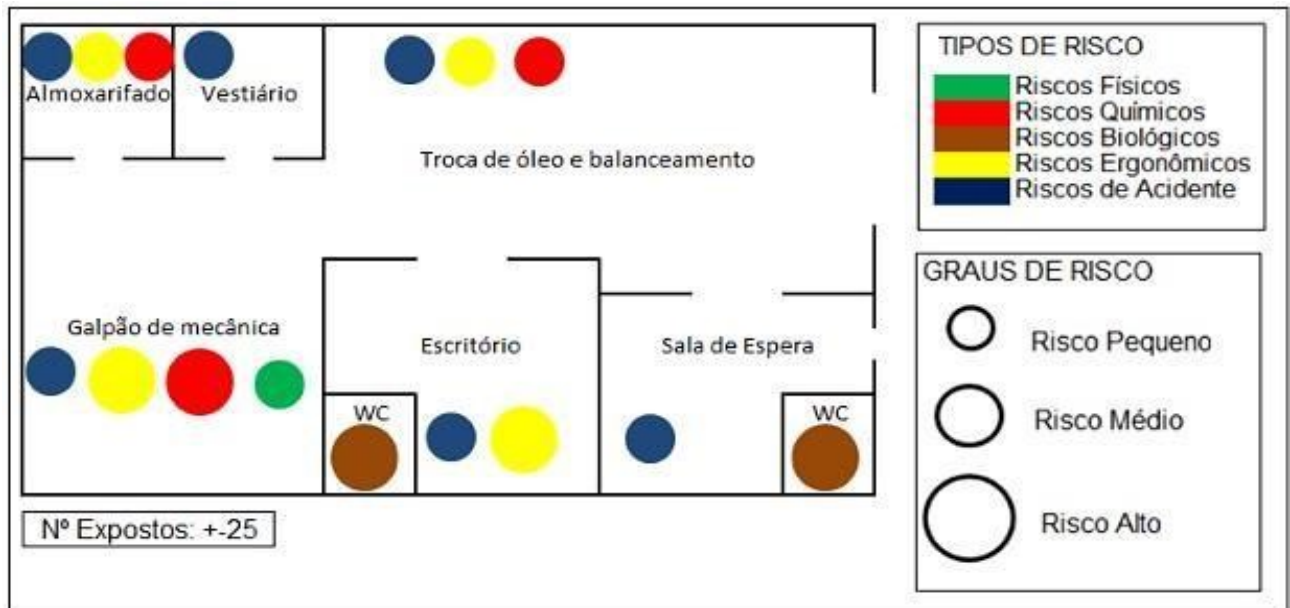 Almoxarifado
Vestiário
Troca de óleo e balanceamento
Galpão de mecânica
Escritório
Sala de Espera
WC
WC
Nº Expostos: +-25
TIPOS DE RISCO
Riscos Físicos
Riscos Químicos
Riscos Biológicos
Riscos Ergonômicos
Riscos de Acidente
GRAUS DE RISCO
Risco Pequeno
Risco Médio
Risco Alto